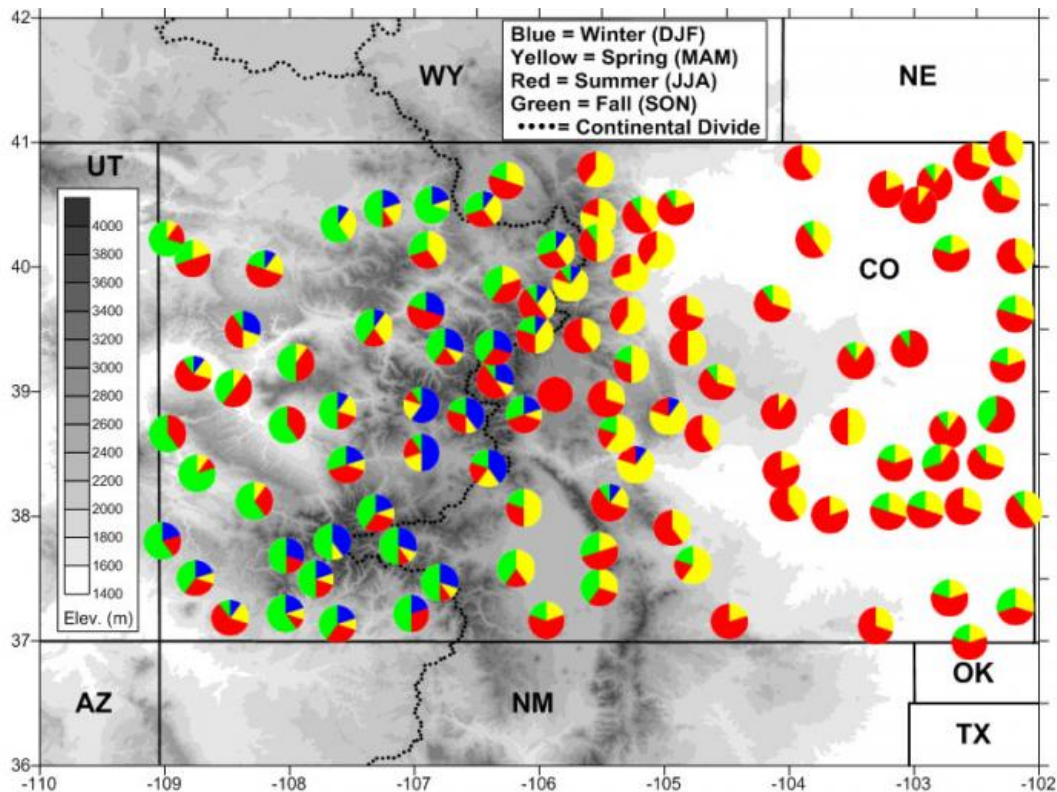 42
Blue = Winter (DJF)
Yellow = Spring (MAM)
Red = Summer (JJA)
Green = Fall (SON)
•••••= Continental Divide
WY
NE
41
UT
4000
3800
3600
3400
3200
3000
2800
2600
2400
2200
2000
1800
1600
1400
Elev. (m)
CO
40
39
38
37
AZ
NM
OK
TX
36
-110
-109
-108
-107
-106
-105
-104
-103
-102